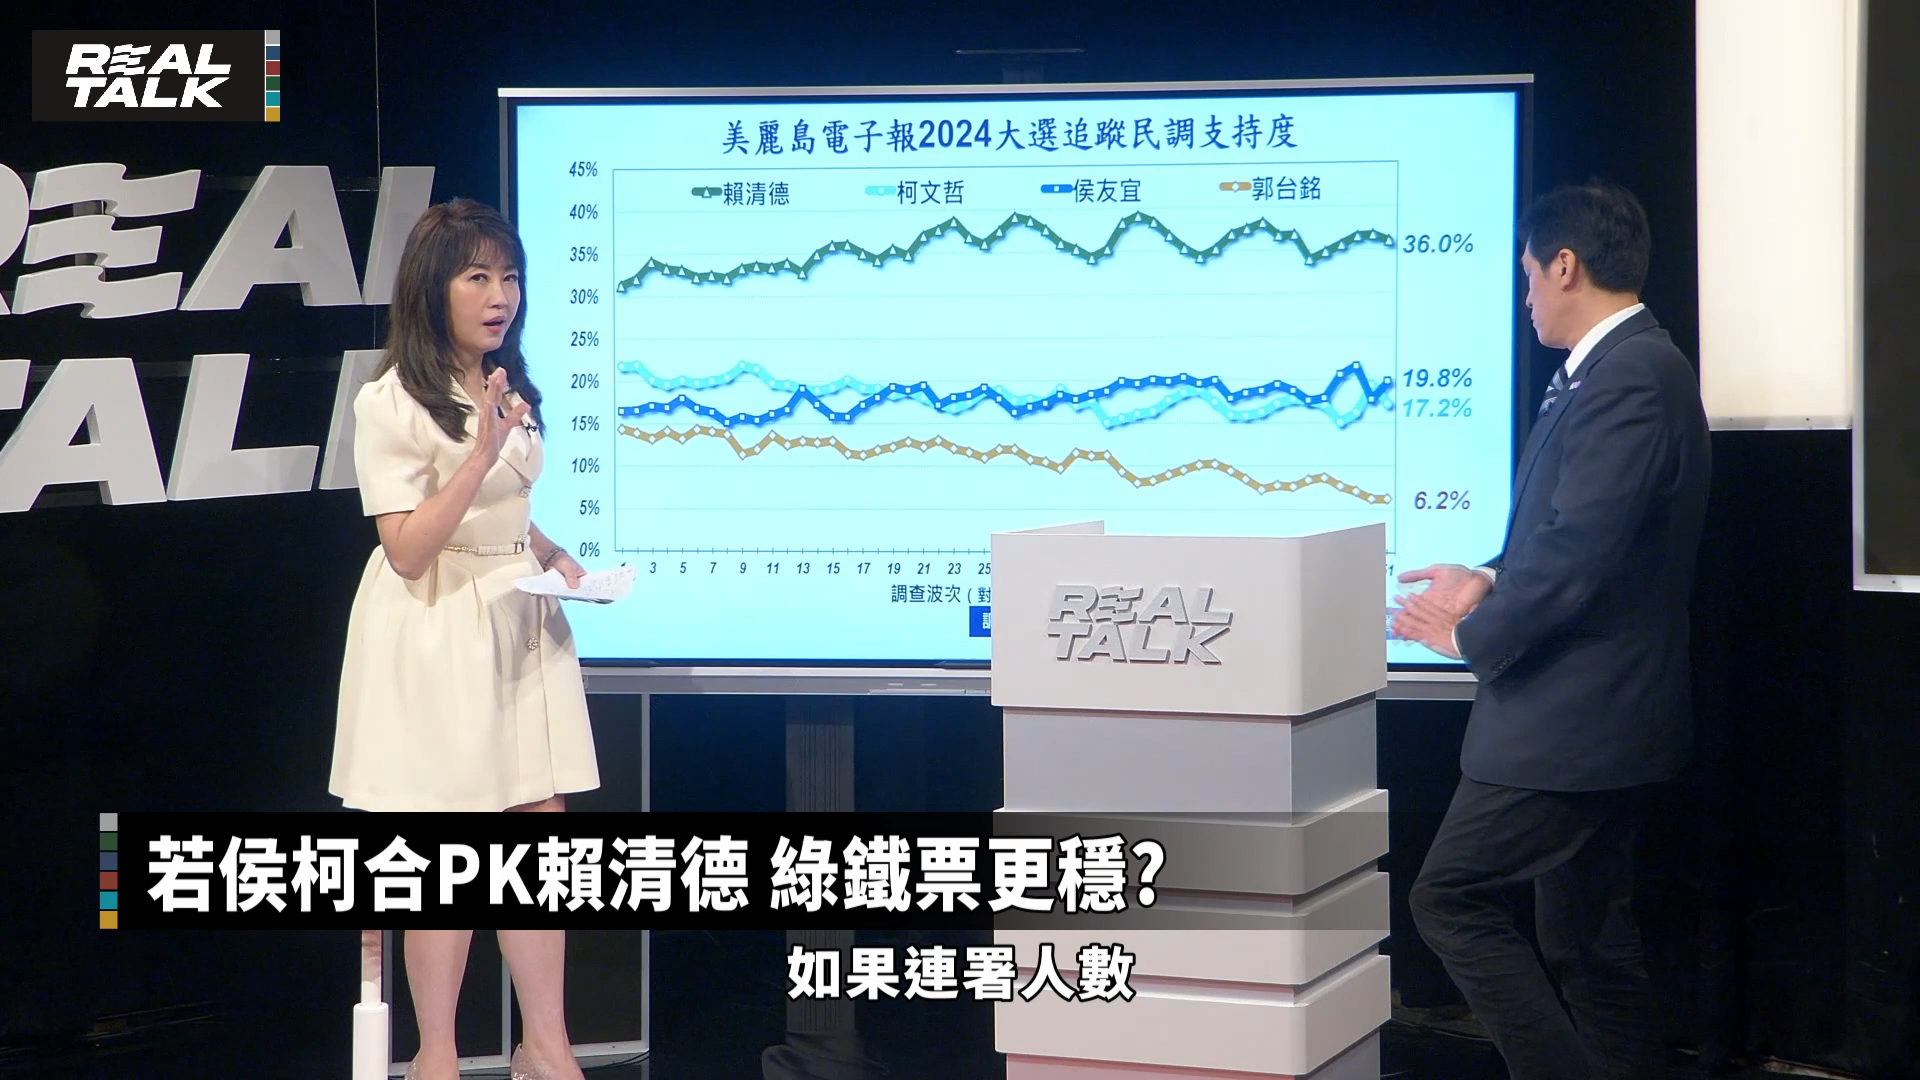 REAL
TALK
REAL
TAL
美麗島電子報2024大選追蹤民調支持度
賴清德 柯文哲 侯友宜 郭台銘
45%
40%
35%
30%
25%
20%
15%
10%
5%
0%
36.0%
19.8%
17.2%
6.2%
3 5 7 9 11 13 15 17 19 21 23 25
調查波次(對
REAL
TALK
若侯柯合PK賴清德 綠鐵票更穩?
如果連署人數